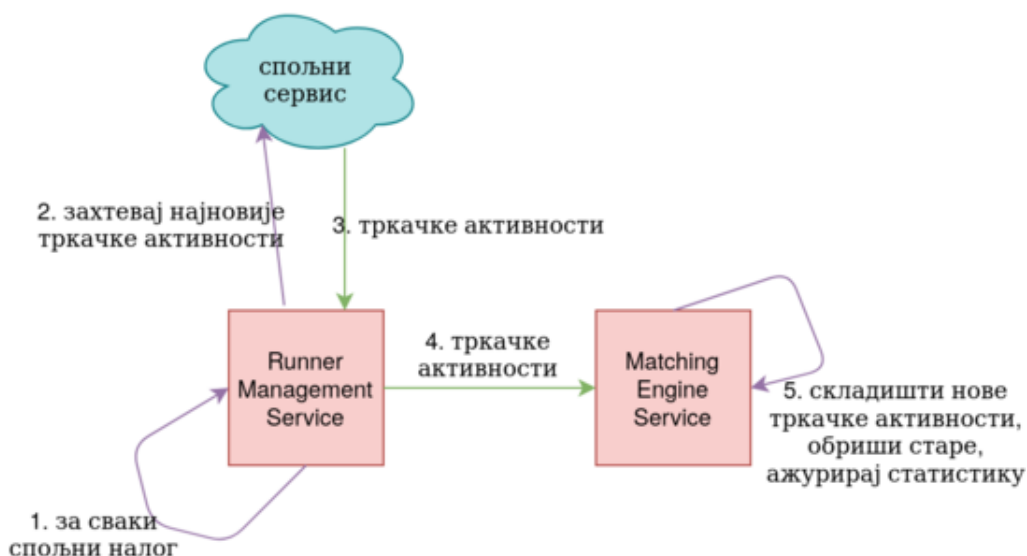 спољни
сервис
2. захтевај најновије
тркачке активности
3. тркачке активности
Runner
Management
Service
4. тркачке
активности
Matching
Engine
Service
5. складишти нове
тркачке активности,
обриши старе,
ажурирај статистику
1. за сваки
спољни налог